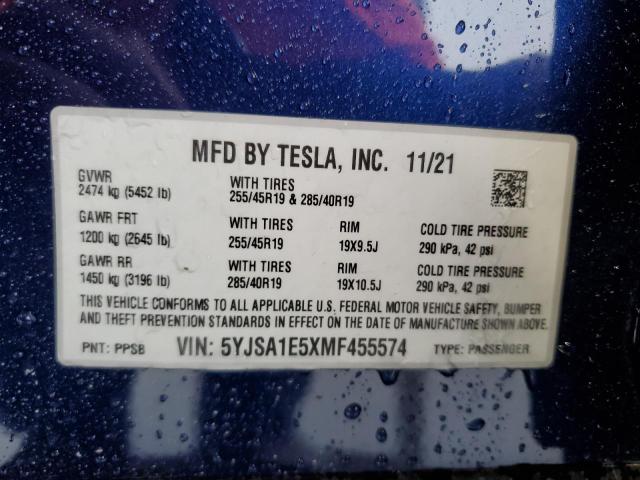 MFD BY TESLA, INC. 11/21
GVWR
2474 kg (5452 lb)
WITH TIRES
255/45R19 & 285/40R19
GAWR FRT
1200 kg (2645 lb)
WITH TIRES
255/45R19
RIM
19X9.5J
COLD TIRE PRESSURE
290 kPa, 42 psi
GAWR RR
1450 kg (3196 lb)
WITH TIRES
285/40R19
RIM
19X10.5J
COLD TIRE PRESSURE
290 kPa, 42 psi
THIS VEHICLE CONFORMS TO ALL APPLICABLE U.S. FEDERAL MOTOR VEHICLE SAFETY, BUMPER
AND THEFT PREVENTION STANDARDS IN EFFECT ON THE DATE OF MANUFACTURE SHOWN ABOVE.
PNT: PPSB VIN: 5YJSA1E5XMF455574 TYPE: PASSENGER